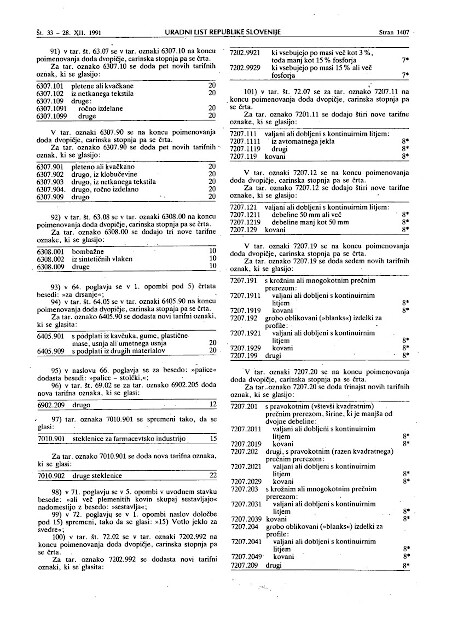 Št. 33 – 28. XII. 1991
URADNI LIST REPUBLIKE SLOVENIJE
Stran 1407
91) v tar. št. 63.07 se v tar. oznaki 6307.10 na koncu
poimenovanja doda dvopičje, carinska stopnja pa se črta.
Za tar. oznako 6307.10 se doda pet novih tarifnih
oznak, ki se glasijo:
6307.101 pleteno ali kvačkane 20
6307.102 iz netkanega tekstila 20
6307.109 druge:
6307.1091 ročno izdelane 20
6307.1099 drugo 20
V tar. oznaki 6307.90 se na koncu poimenovanja
doda dvopičje, carinska stopnja pa se črta.
Za tar. oznako 6307.90 se doda pet novih tarifnih
oznak, ki se glasijo:
6307.901 pleteno ali kvačkano 20
6307.902 drugo, iz klobučevine 20
6307.903 drugo, iz netkanega tekstila 20
6307.904 drugo, ročno izdelano 20
6307.909 drugo 20
92) v tar. št. 63.08 se v tar. oznaki 6308.00 na koncu
poimenovanja doda dvopičje, carinska stopnja pa se črta.
Za tar. oznako 6308.00 se dodajo tri nove tarifne
oznake, ki se glasijo:
6308.001 bombažne 10
6308.002 iz sintetičnih vlaken 10
6308.009 druge 10
93) v 64. poglavju se v 1. opombi pod 5) črtata
besedi: »za drsanje«;
94) v tar. št. 64.05 se v tar. oznaki 6405.90 na koncu
poimenovanja doda dvopičje, carinska stopnja pa se črta.
Za tar. oznako 6405.90 se dodasta novi tarifni oznaki,
ki se glasita:
6405.901 s podplati iz kavčuka, gume, plastične
mase, usnja ali umetnega usnja 20
6405.909 s podplati iz drugih materialov 20
95) v naslovu 66. poglavja se za besedo: »palice«
dodasta besedi: »palice – stolčki,«;
96) v tar. št. 69.02 se za tar. oznako 6902.205 doda
nova tarifna oznaka, ki se glasi:
6902.209 drugo 12
97) tar. oznaka 7010.901 se spremeni tako, da se
glasi:
7010.901 steklenice za farmacevtsko industrijo 15
Za tar. oznako 7010.901 se doda nova tarifna oznaka,
ki se glasi:
7010.902 druge steklenice 22
98) v 71. poglavju se v 5. opombi v uvodnem stavku
besede: »ali več plemenitih kovin skupaj sestavljajo«
nadomestijo z besedo: »sestavlja«;
99) v 72. poglavju se v 1. opombi naslov določbe
pod 15) spremeni, tako da se glasi: »15) Votlo jeklo za
svedre«;
100) v tar. št. 72.02 se v tar. oznaki 7202.992 na
koncu poimenovanja doda dvopičje, carinska stopnja pa
se črta.
Za tar. oznako 7202.992 se dodasta novi tarifni
oznaki, ki se glasita:
7202.9921 ki vsebujejo po masi več kot 3 %,
toda manj kot 15 % fosforja 7*
7202.9929 ki vsebujejo po masi 15 % ali več
fosforja 7*
101) v tar. št. 72.07 se za tar. oznako 7207.11 na
koncu poimenovanja doda dvopičje, carinska stopnja pa
se črta.
Za tar. oznako 7201.11 se dodajo štiri nove tarifne
oznake, ki se glasijo:
7207.111 valjani ali dobljeni s kontinuirnim litjem:
7207.1111 iz avtomatnega jekla 8*
7207.1119 drugi 8*
7207.119 kovani 8*
V tar. oznaki 7207.12 se na koncu poimenovanja
doda dvopičje, carinska stopnja pa se črta.
Za tar. oznako 7207.12 se dodajo štiri nove tarifne
oznake, ki se glasijo:
7207.121 valjani ali dobljeni s kontinuirnim litjem:
7207.1211 debeline 50 mm ali več 8*
7207.1219 debeline manj kot 50 mm 8*
7207.129 kovani 8*
V tar. oznaki 7207.19 se na koncu poimenovanja
doda dvopičje, carinska stopnja pa se črta.
Za tar. oznako 7207.19 se doda sedem novih tarifnih
oznak, ki se glasijo:
7207.191 s krožnim ali mnogokotnim prečnim
prerezom:
7207.1911 valjani ali dobljeni s kontinuirnim
litjem 8*
7207.1919 kovani 8*
7207.192 grobo oblikovani (»blanks«) izdelki za
profile:
7207.1921 valjani ali dobljeni s kontinuirnim
litjem 8*
7207.1929 kovani 8*
7207.199 drugi 8*
V tar. oznaki 7207.20 se na koncu poimenovanja
doda dvopičje, carinska stopnja pa se črta.
Za tar. oznako 7207.20 se doda trinajst novih tarifnih
oznak, ki se glasijo:
7207.201 s pravokotnim (vštevši kvadratnim)
prečnim prerezom, širine, ki je manjša od
dvojne debeline:
7207.2011 valjani ali dobljeni s kontinuirnim
litjem 8*
7207.2019 kovani 8*
7207.202 drugi, s pravokotnim (razen kvadratnega)
prečnim prerezom:
7207.2021 valjani ali dobljeni s kontinuirnim
litjem 8*
7207.2029 kovani 8*
7207.203 s krožnim ali mnogokotnim prečnim
prerezom:
7207.2031 valjani ali dobljeni s kontinuirnim
litjem 8*
7207.2039 kovani 8*
7207.204 grobo oblikovani (»blanks«) izdelki za
profile:
7207.2041 valjani ali dobljeni s kontinuirnim
litjem 8*
7207.2049 kovani 8*
7207.209 drugi 8*